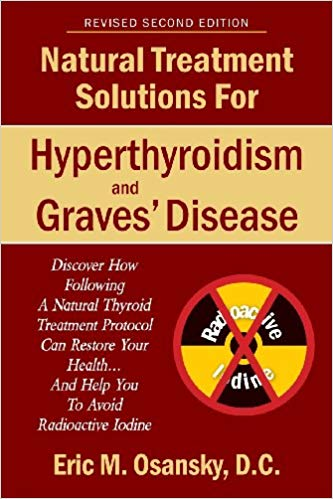 REVISED SECOND EDITION
Natural Treatment
Solutions For
Hyperthyroidism
and
Graves' Disease
Discover How
Following
A Natural Thyroid
Treatment Protocol
Can Restore Your
Health...
And Help You
To Avoid
Radioactive Iodine
Radioactive
Iodine
Eric M. Osansky, D.C.